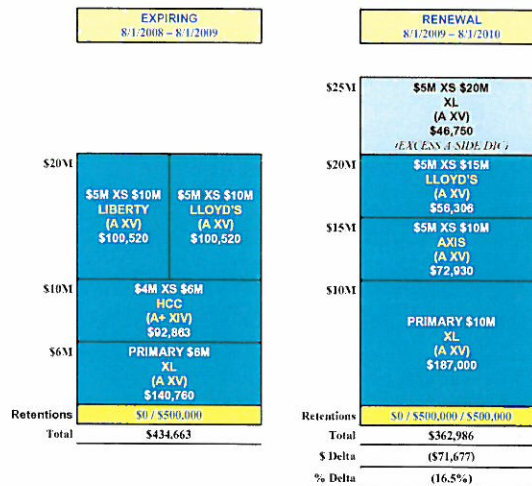 EXPIRING
8/1/2008 – 8/1/2009
$20M
$5M XS $10M
LIBERTY
(A XV)
$100,520
$5M XS $10M
LLOYD'S
(A XV)
$100,520
$10M
$4M XS $6M
HCC
(A+ XIV)
$92,863
$6M
PRIMARY $6M
XL
(A XV)
$140,760
Retentions
$0 / $500,000
Total
$434,663
RENEWAL
8/1/2009 – 8/1/2010
$25M
$5M XS $20M
XL
(A XV)
$46,750
(EXCESS A-SIDE DIC)
$20M
$5M XS $15M
LLOYD'S
(A XV)
$56,306
$15M
$5M XS $10M
AXIS
(A XV)
$72,930
$10M
PRIMARY $10M
XL
(A XV)
$187,000
Retentions
$0 / $500,000 / $500,000
Total
$362,986
$ Delta
($71,677)
% Delta
(16.5%)